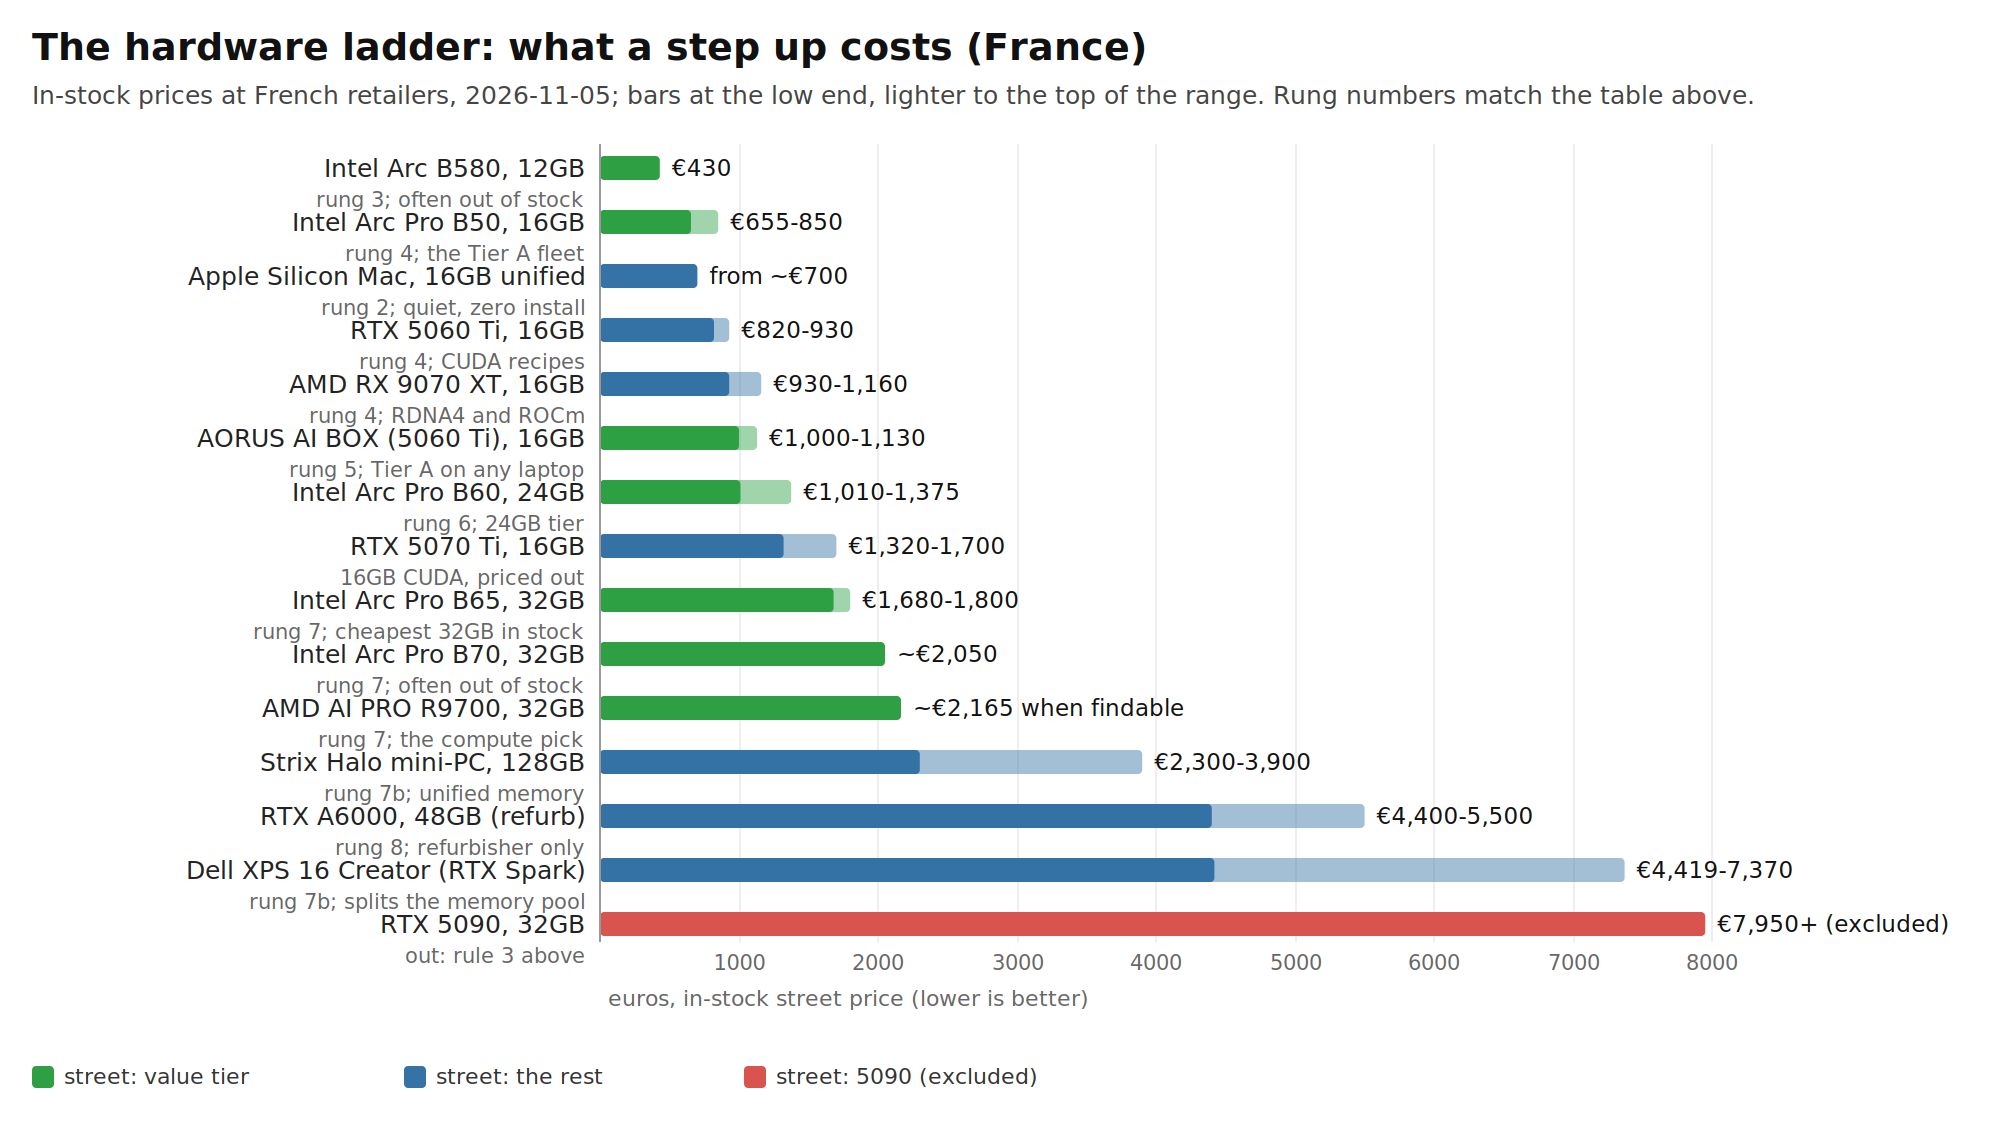 The hardware ladder: what a step up costs (France)
In-stock prices at French retailers, 2026-11-05; bars at the low end, lighter to the top of the range. Rung numbers match the table above.
Intel Arc B580, 12GB €430
rung 3; often out of stock
Intel Arc Pro B50, 16GB €655-850
rung 4; the Tier A fleet
Apple Silicon Mac, 16GB unified from ~€700
rung 2; quiet, zero install
RTX 5060 Ti, 16GB €820-930
rung 4; CUDA recipes
AMD RX 9070 XT, 16GB €930-1,160
rung 4; RDNA4 and ROCm
AORUS AI BOX (5060 Ti), 16GB €1,000-1,130
rung 5; Tier A on any laptop
Intel Arc Pro B60, 24GB €1,010-1,375
rung 6; 24GB tier
RTX 5070 Ti, 16GB €1,320-1,700
16GB CUDA, priced out
Intel Arc Pro B65, 32GB €1,680-1,800
rung 7; cheapest 32GB in stock
Intel Arc Pro B70, 32GB ~€2,050
rung 7; often out of stock
AMD AI PRO R9700, 32GB ~€2,165 when findable
rung 7; the compute pick
Strix Halo mini-PC, 128GB €2,300-3,900
rung 7b; unified memory
RTX A6000, 48GB (refurb) €4,400-5,500
rung 8; refurbisher only
Dell XPS 16 Creator (RTX Spark) €4,419-7,370
rung 7b; splits the memory pool
RTX 5090, 32GB €7,950+ (excluded)
out: rule 3 above
1000 2000 3000 4000 5000 6000 7000 8000
euros, in-stock street price (lower is better)
street: value tier street: the rest street: 5090 (excluded)